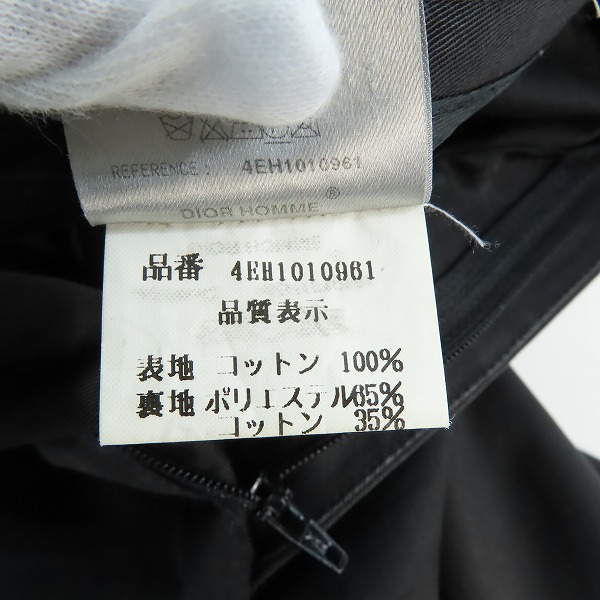 REFERENCE : 4EH1010961
DIOR HOMME ®
品番 4EH1010961
品質表示
表地 コットン 100%
裏地 ポリエステル65%
コットン 35%